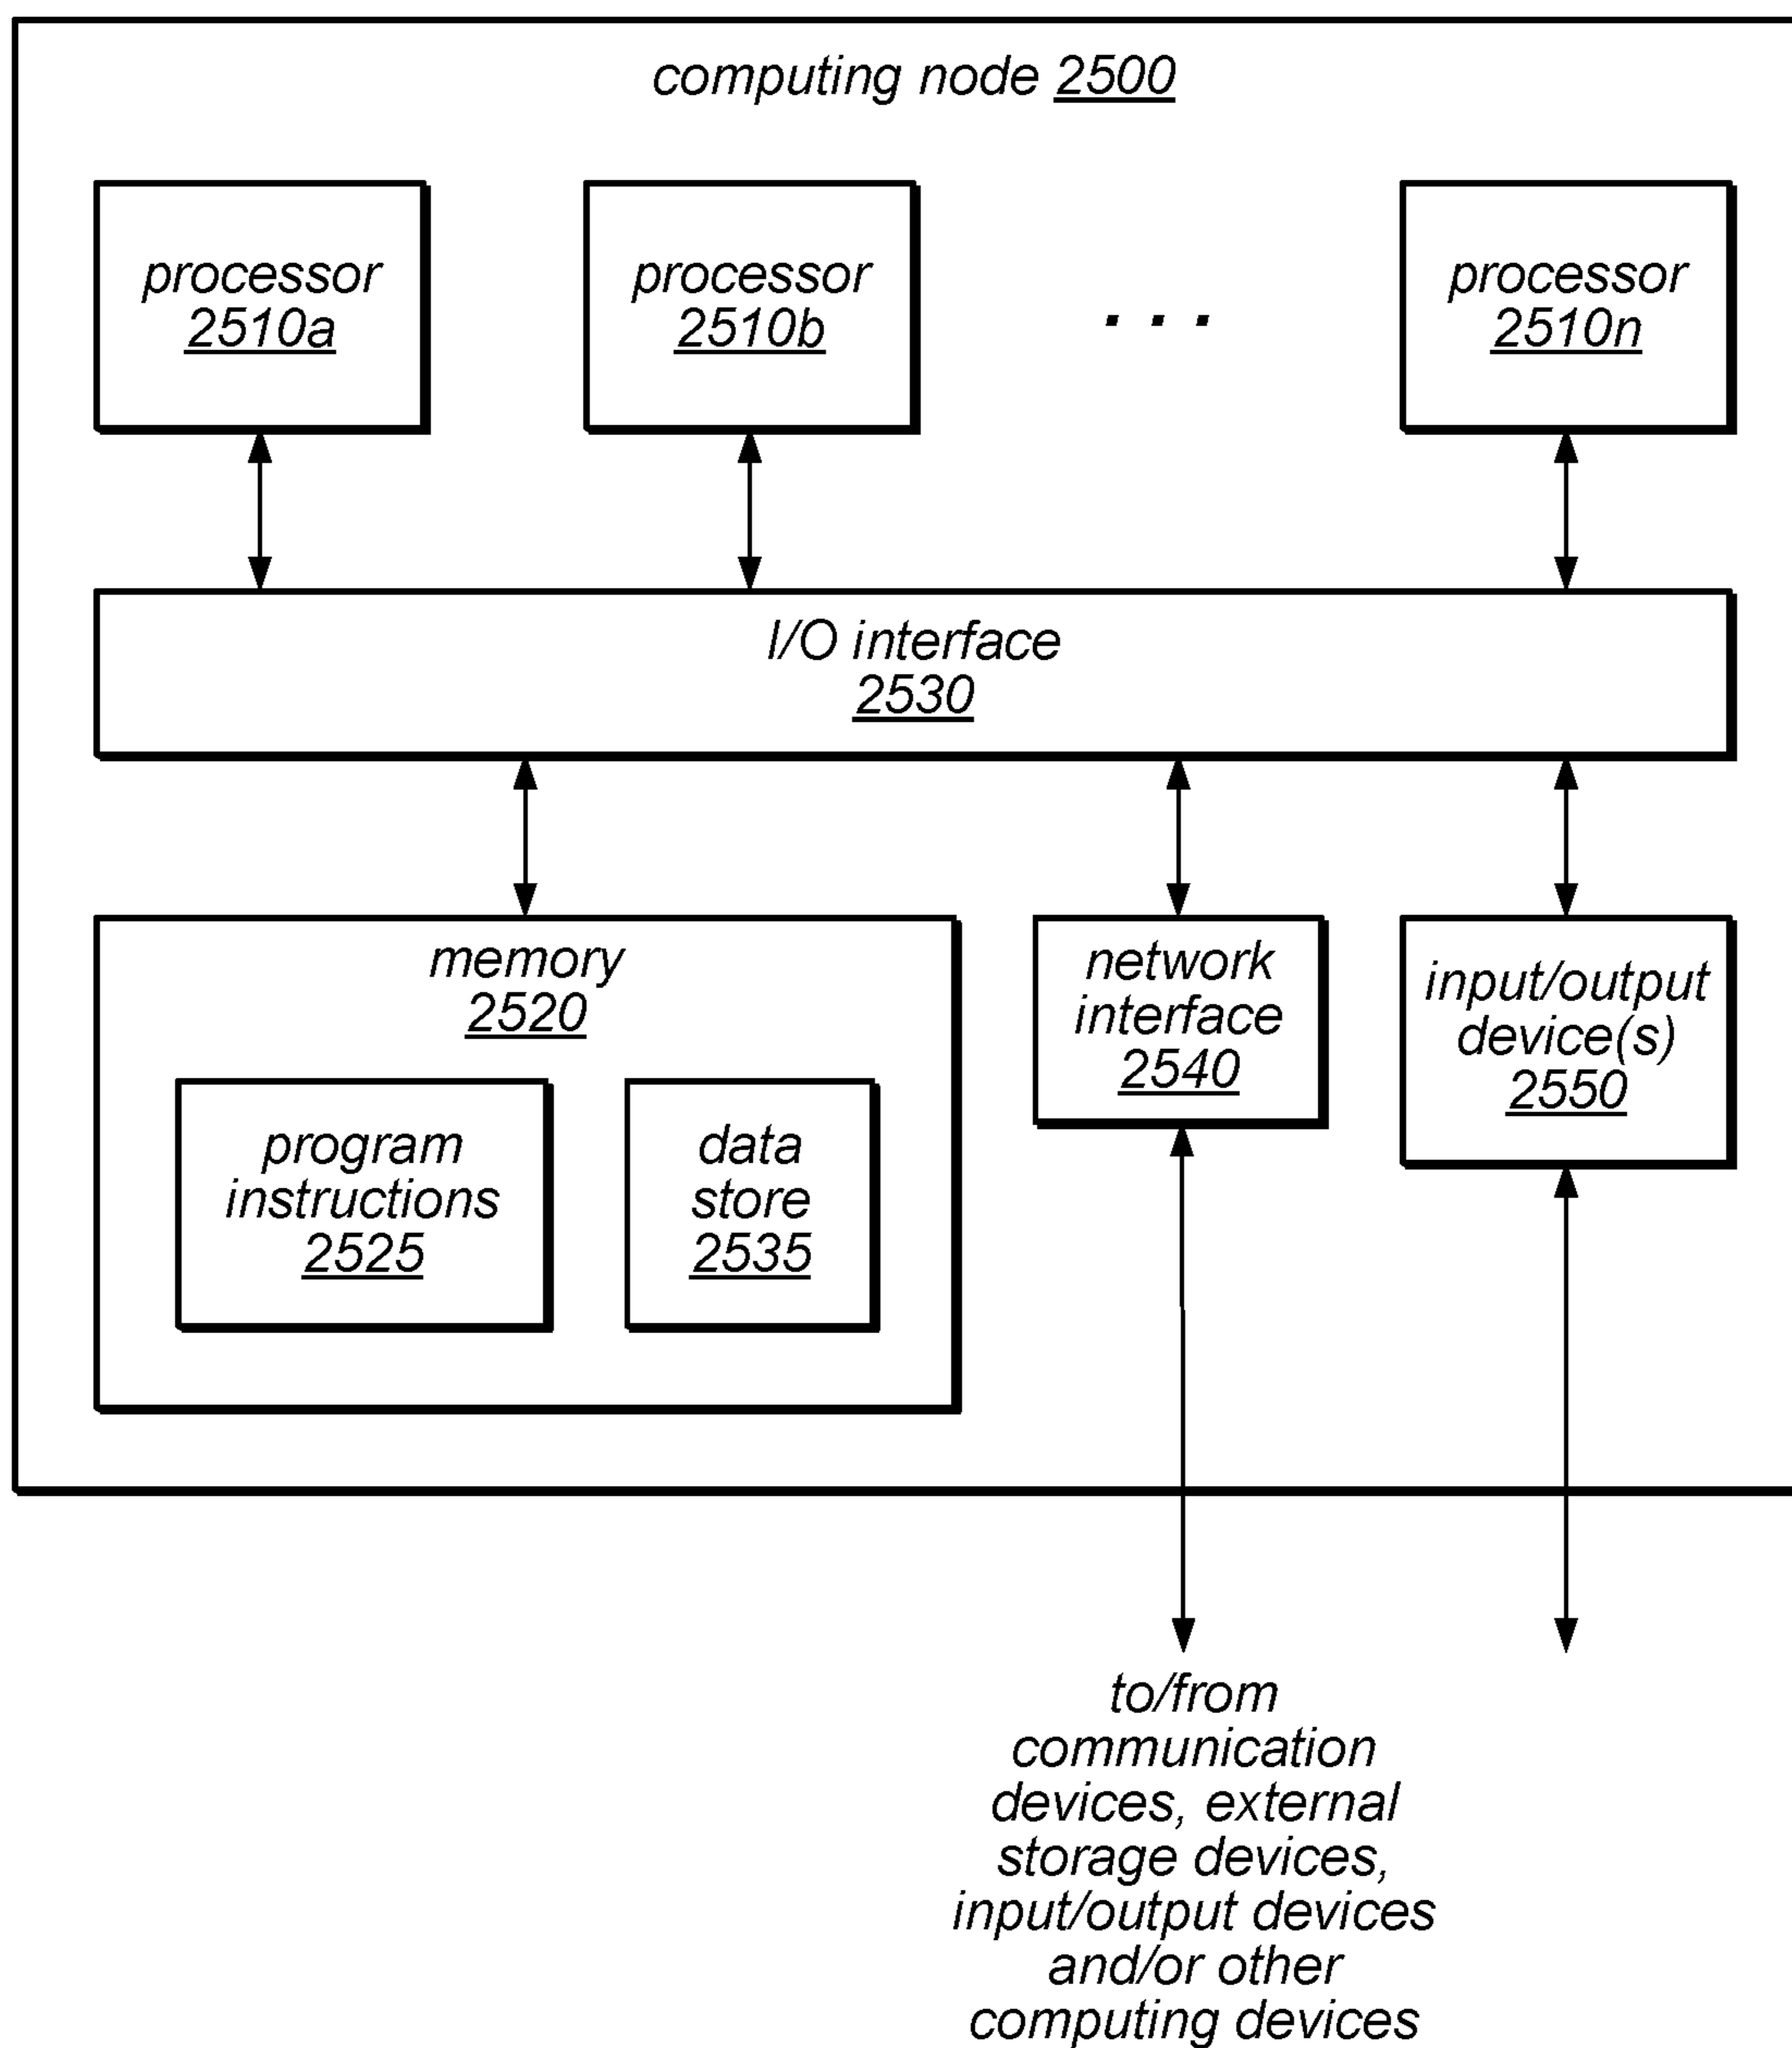 computing node 2500
processor
2510a
processor
2510b
. . .
processor
2510n
I/O interface
2530
memory
2520
program
instructions
2525
data
store
2535
network
interface
2540
input/output
device(s)
2550
to/from
communication
devices, external
storage devices,
input/output devices
and/or other
computing devices